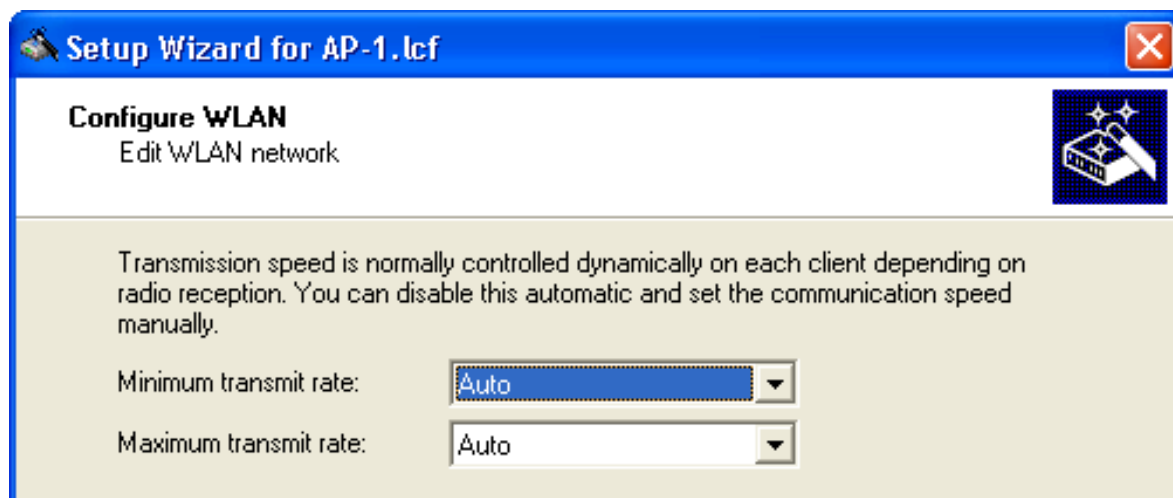 Setup Wizard for AP-1.lcf
Configure WLAN
Edit WLAN network
Transmission speed is normally controlled dynamically on each client depending on
radio reception. You can disable this automatic and set the communication speed
manually.
Minimum transmit rate: Auto
Maximum transmit rate: Auto